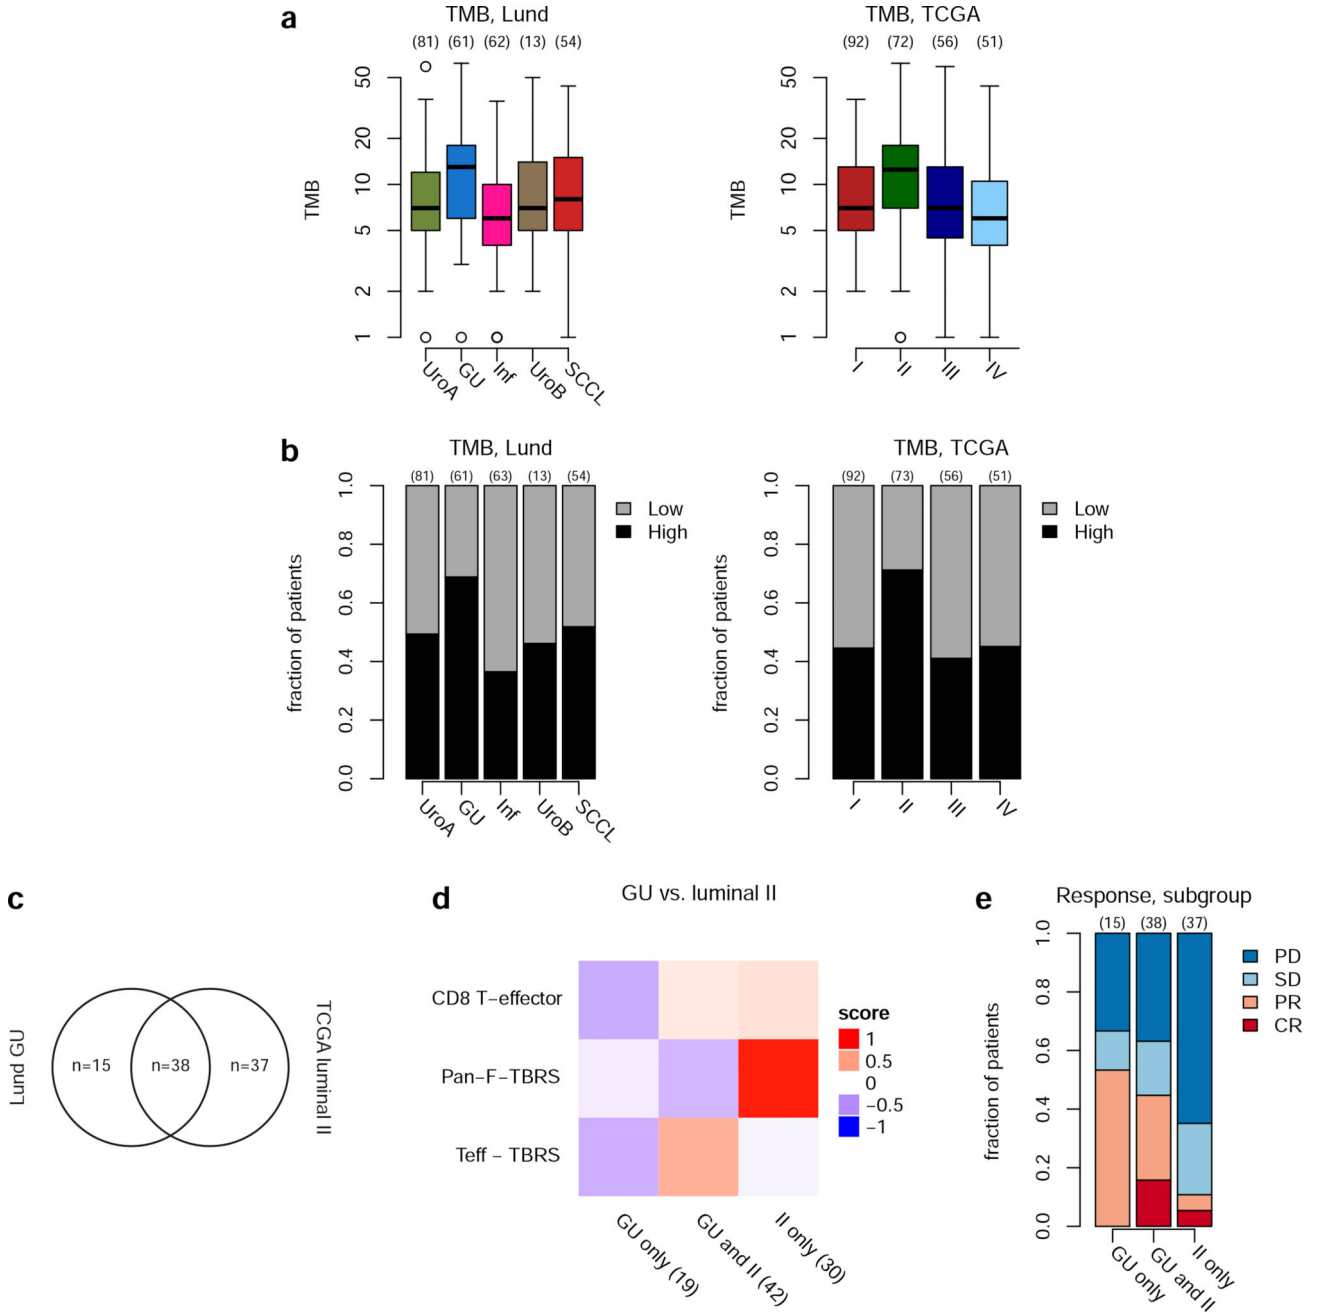 a
TMB, Lund
(81) (61) (62) (13) (54)
TMB
50
20
10
5
2
1
UroA GU Inf UroB SCCL
TMB, TCGA
(92) (72) (56) (51)
TMB
50
20
10
5
2
1
I II III IV
b
TMB, Lund
(81) (61) (63) (13) (54)
fraction of patients
1.0
0.8
0.6
0.4
0.2
0.0
UroA GU Inf UroB SCCL
Low
High
TMB, TCGA
(92) (73) (56) (51)
fraction of patients
1.0
0.8
0.6
0.4
0.2
0.0
I II III IV
Low
High
c
Lund GU
n=15 n=38 n=37
TCGA luminal II
d
GU vs. luminal II
CD8 T−effector
Pan−F−TBRS
Teff − TBRS
GU only (19)
GU and II (42)
II only (30)
score
1
0.5
0
−0.5
−1
e
Response, subgroup
(15) (38) (37)
fraction of patients
1.0
0.8
0.6
0.4
0.2
0.0
GU only
GU and II
II only
PD
SD
PR
CR